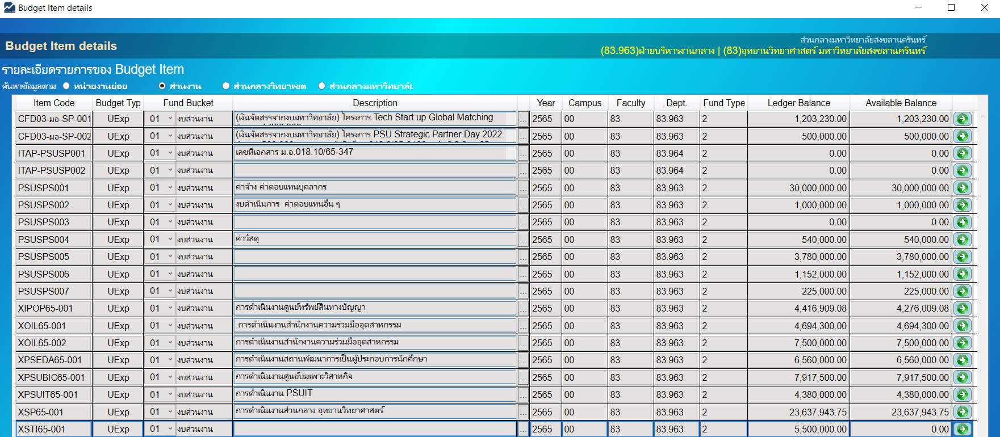 Budget Item details
Budget Item details
ส่วนกลางมหาวิทยาลัยสงขลานครินทร์
(83.963)ฝ่ายบริหารงานกลาง | (83)อุทยานวิทยาศาสตร์ มหาวิทยาลัยสงขลานครินทร์
รายละเอียดรายการของ Budget Item
ค้นหาข้อมูลตาม หน่วยงานย่อย ส่วนงาน ส่วนกลางวิทยาเขต ส่วนกลางมหาวิทยาลัย
Item Code Budget Typ Fund Bucket Description Year Campus Faculty Dept. Fund Type Ledger Balance Available Balance
CFD03-มอ-SP-001 UExp 01 งบส่วนงาน (เงินจัดสรรจากงบมหาวิทยาลัย) โครงการ Tech Start up Global Matching ... 2565 00 83 83.963 2 1,203,230.00 1,203,230.00
CFD03-มอ-SP-002 UExp 01 งบส่วนงาน (เงินจัดสรรจากงบมหาวิทยาลัย) โครงการ PSU Strategic Partner Day 2022 ... 2565 00 83 83.963 2 500,000.00 500,000.00
ITAP-PSUSP001 UExp 01 งบส่วนงาน เลขที่เอกสาร ม.อ.018.10/65-347 ... 2565 00 83 83.964 2 0.00 0.00
ITAP-PSUSP002 UExp 01 งบส่วนงาน ... 2565 00 83 83.964 2 0.00 0.00
PSUSPS001 UExp 01 งบส่วนงาน ค่าจ้าง ค่าตอบแทนบุคลากร ... 2565 00 83 83.963 2 30,000,000.00 30,000,000.00
PSUSPS002 UExp 01 งบส่วนงาน งบดำเนินการ ค่าตอบแทนอื่น ๆ ... 2565 00 83 83.963 2 1,000,000.00 1,000,000.00
PSUSPS003 UExp 01 งบส่วนงาน ... 2565 00 83 83.963 2 0.00 0.00
PSUSPS004 UExp 01 งบส่วนงาน ค่าวัสดุ ... 2565 00 83 83.963 2 540,000.00 540,000.00
PSUSPS005 UExp 01 งบส่วนงาน ... 2565 00 83 83.963 2 3,780,000.00 3,780,000.00
PSUSPS006 UExp 01 งบส่วนงาน ... 2565 00 83 83.963 2 1,152,000.00 1,152,000.00
PSUSPS007 UExp 01 งบส่วนงาน ... 2565 00 83 83.963 2 225,000.00 225,000.00
XIPOP65-001 UExp 01 งบส่วนงาน การดำเนินงานศูนย์ทรัพย์สินทางปัญญา ... 2565 00 83 83.963 2 4,416,909.08 4,276,009.08
XOIL65-001 UExp 01 งบส่วนงาน .การดำเนินงานสำนักงานความร่วมมืออุตสาหกรรม ... 2565 00 83 83.963 2 4,694,300.00 4,694,300.00
XOIL65-002 UExp 01 งบส่วนงาน การดำเนินงานสำนักงานความร่วมมืออุตสาหกรรม ... 2565 00 83 83.963 2 7,500,000.00 7,500,000.00
XPSEDA65-001 UExp 01 งบส่วนงาน การดำเนินงานสถานพัฒนาการเป็นผู้ประกอบการนักศึกษา ... 2565 00 83 83.963 2 6,560,000.00 6,560,000.00
XPSUBIC65-001 UExp 01 งบส่วนงาน การดำเนินงานศูนย์บ่มเพาะวิสาหกิจ ... 2565 00 83 83.963 2 7,917,500.00 7,917,500.00
XPSUIT65-001 UExp 01 งบส่วนงาน การดำเนินงาน PSUIT ... 2565 00 83 83.963 2 4,380,000.00 4,380,000.00
XSP65-001 UExp 01 งบส่วนงาน การดำเนินงานส่วนกลาง อุทยานวิทยาศาสตร์ ... 2565 00 83 83.963 2 23,637,943.75 23,637,943.75
XSTI65-001 UExp 01 งบส่วนงาน ... 2565 00 83 83.963 2 5,500,000.00 0.00